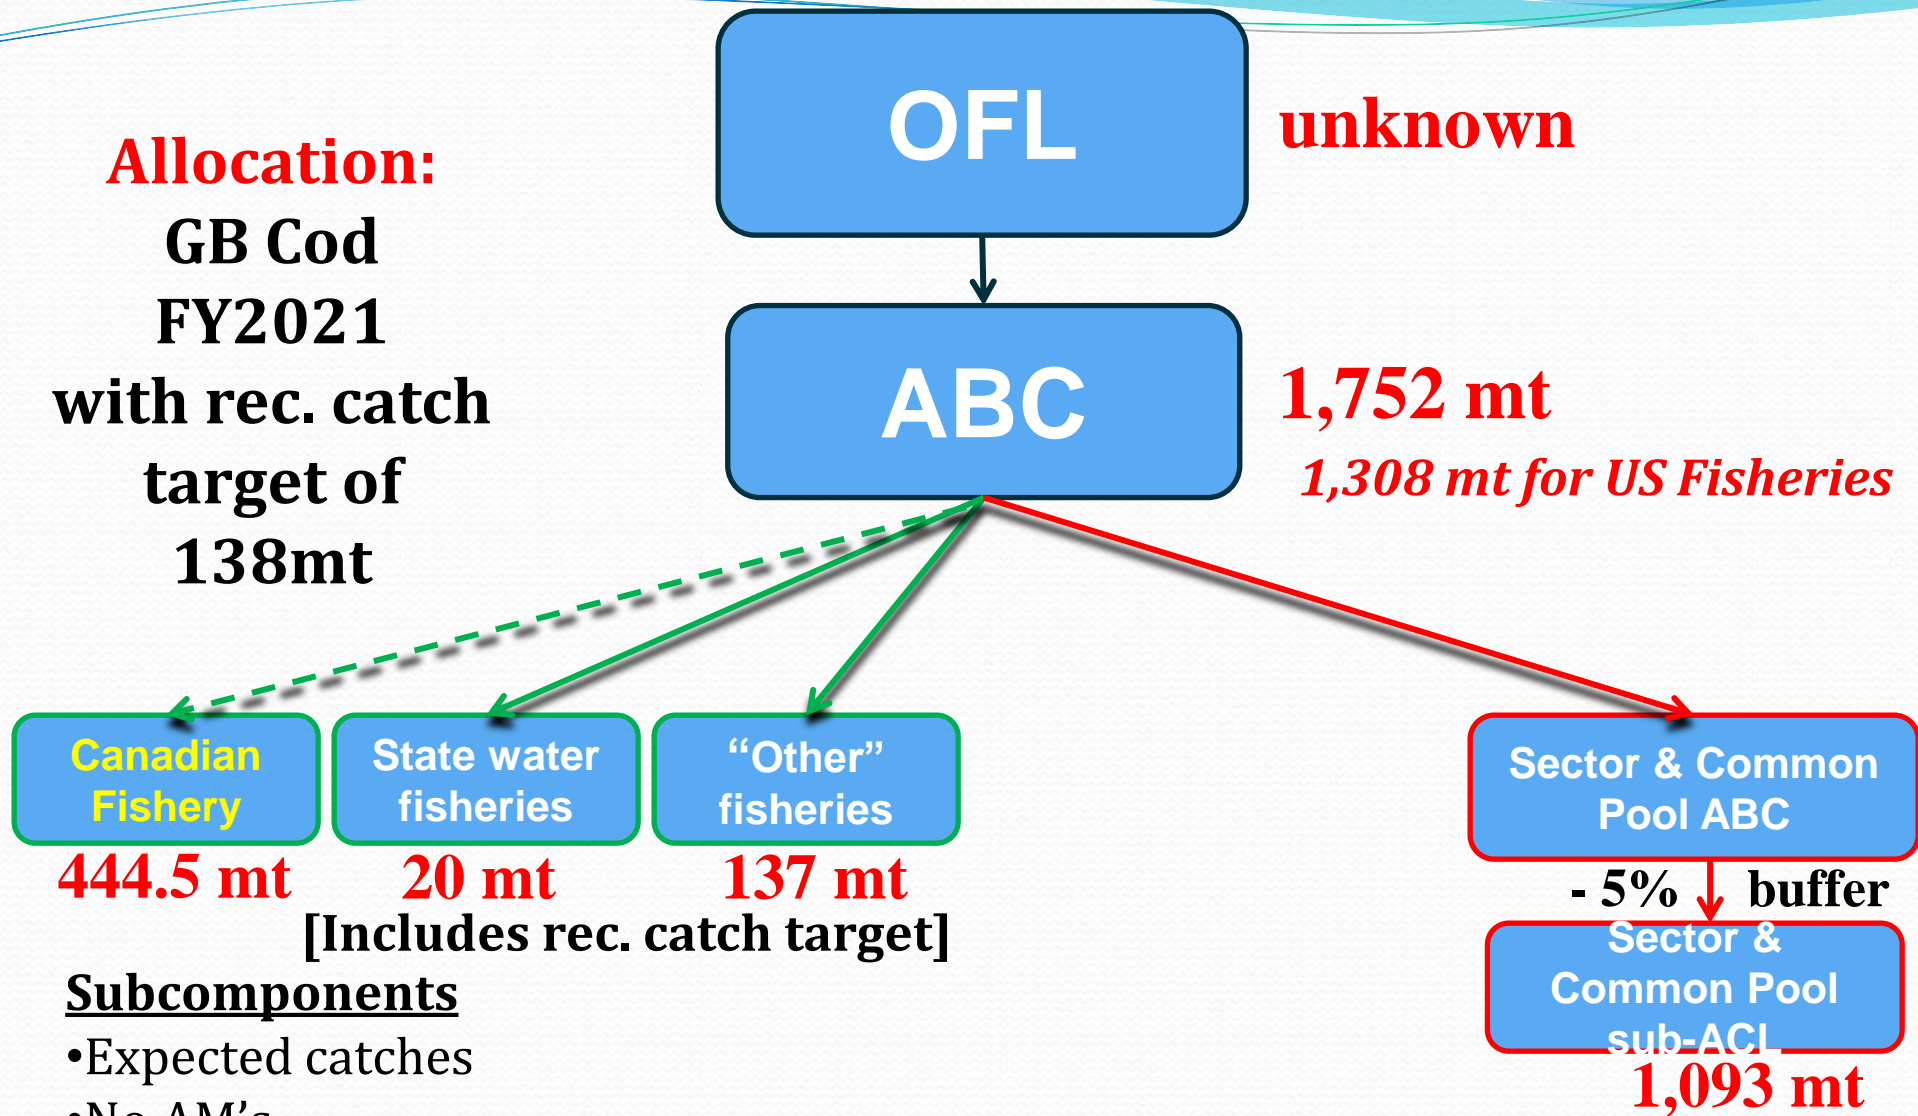 OFL
unknown
Allocation:
GB Cod
FY2021
with rec. catch
target of
138mt
ABC
1,752 mt
1,308 mt for US Fisheries
Canadian
Fishery
State water
fisheries
“Other”
fisheries
Sector & Common
Pool ABC
444.5 mt
20 mt
137 mt
- 5% buffer
[Includes rec. catch target]
Sector &
Common Pool
sub-ACL
1,093 mt
Subcomponents
•Expected catches
•No AM’s